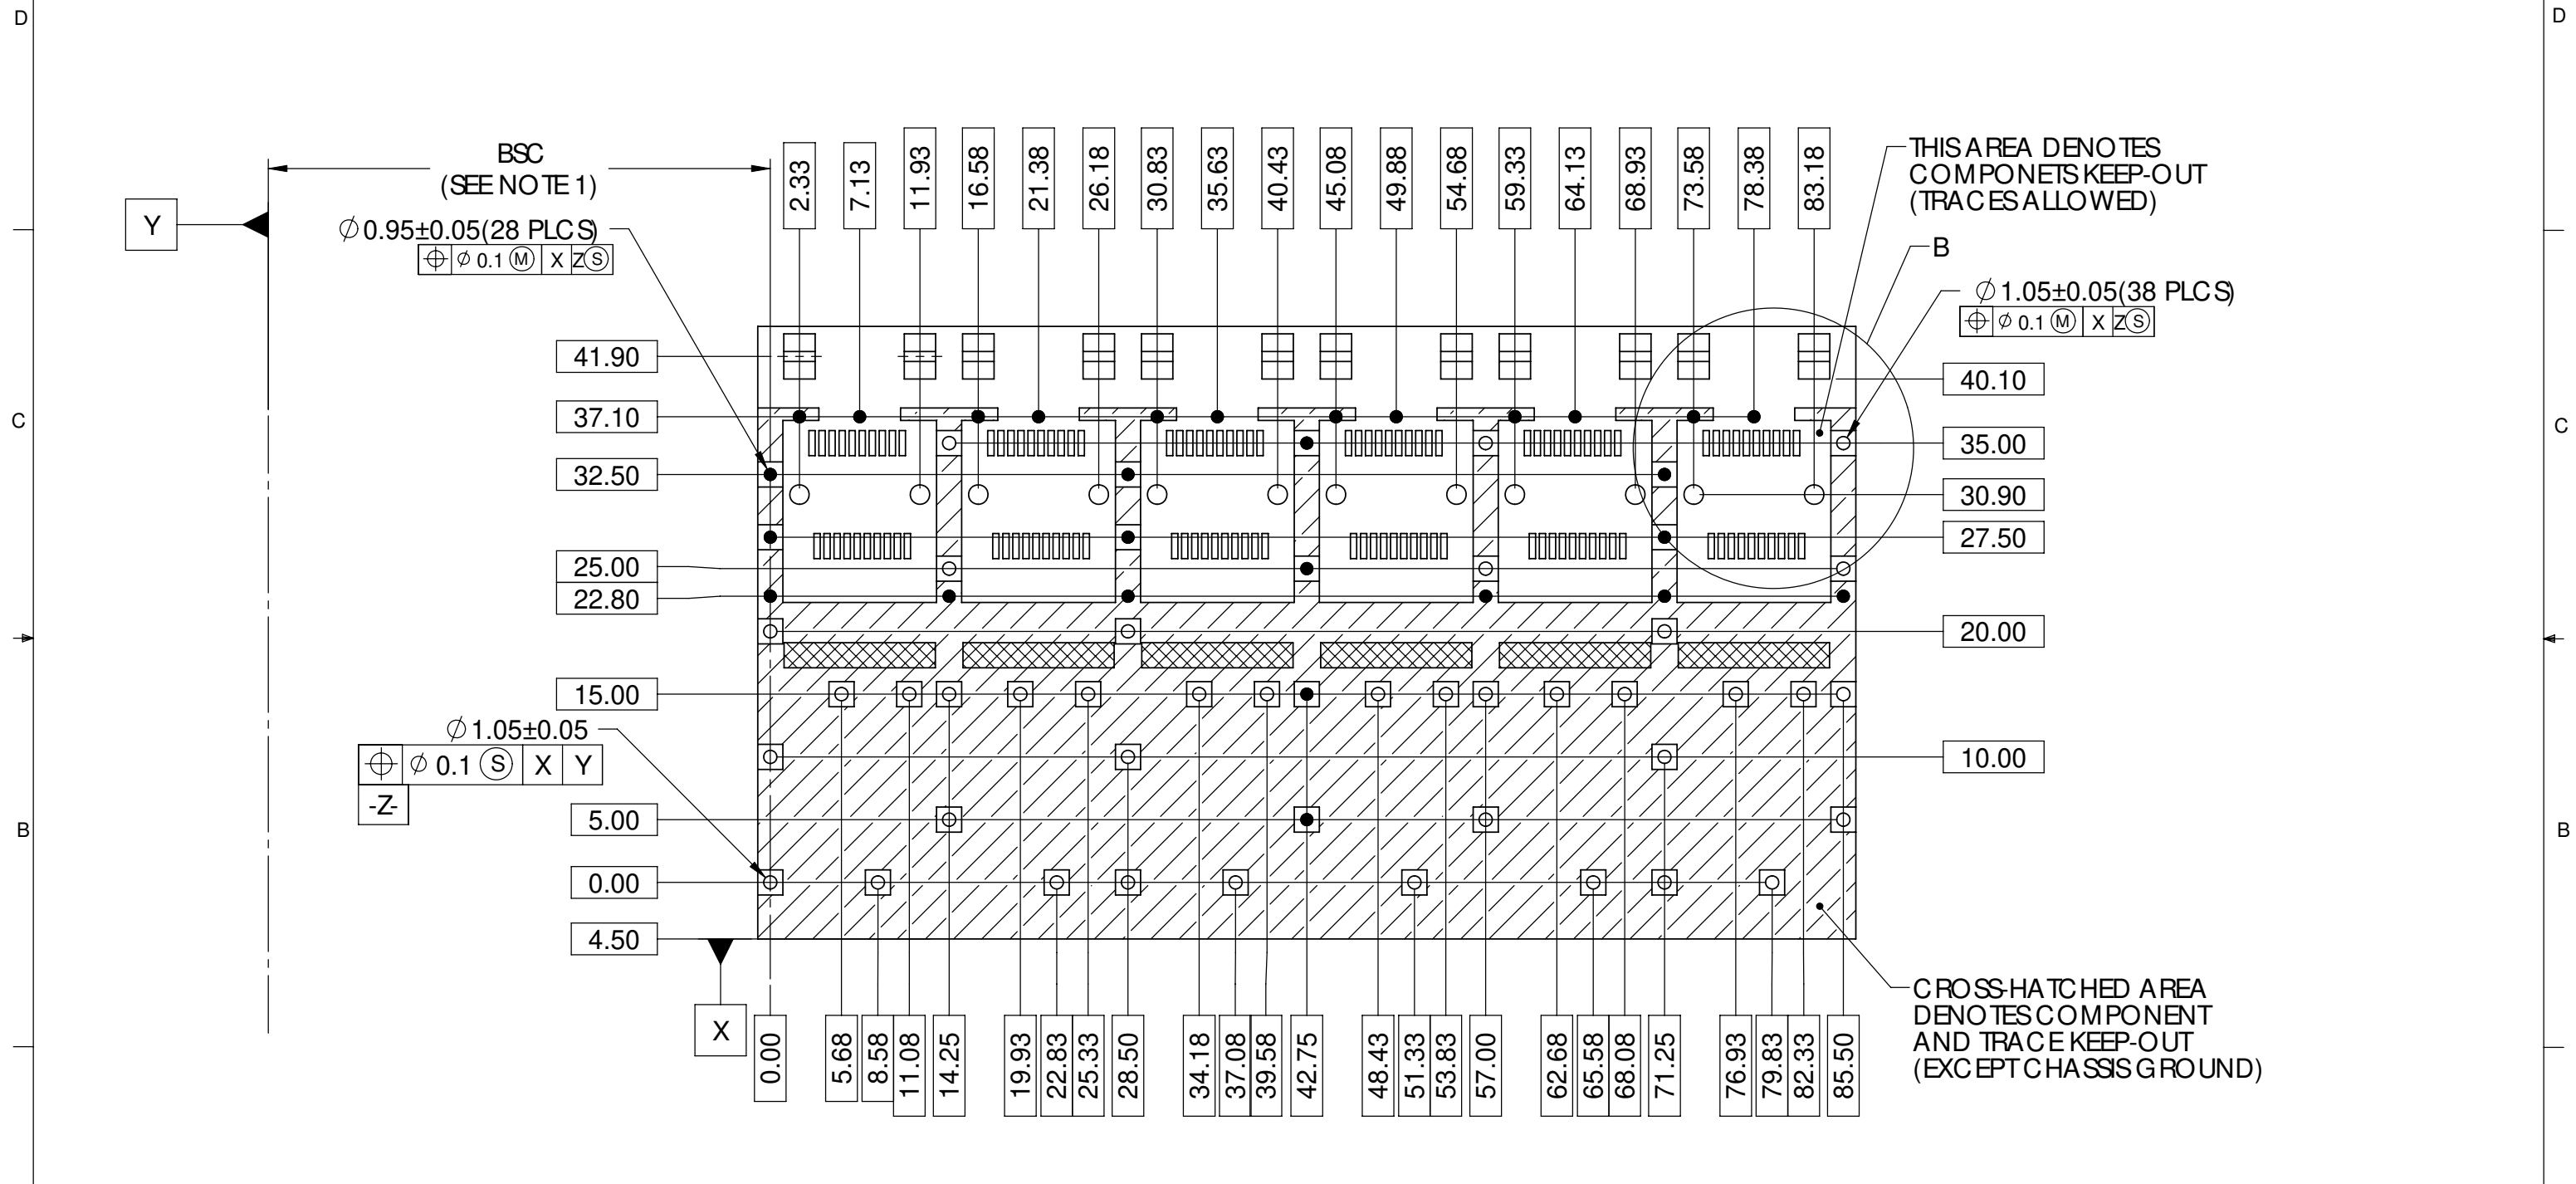 D
D
BSC
(SEE NOTE 1)
2.33
7.13
11.93
16.58
21.38
26.18
30.83
35.63
40.43
45.08
49.88
54.68
59.33
64.13
68.93
73.58
78.38
83.18
THIS AREA DENOTES
COMPONETS KEEP-OUT
(TRACES ALLOWED)
Y
∅ 0.95±0.05(28 PLCS)
⌖ ∅ 0.1 Ⓜ X ZⓈ
B
∅ 1.05±0.05(38 PLCS)
⌖ ∅ 0.1 Ⓜ X ZⓈ
41.90
40.10
37.10
C
C
35.00
32.50
30.90
27.50
25.00
22.80
20.00
15.00
∅ 1.05±0.05
⌖ ∅ 0.1 Ⓢ X Y
-Z-
10.00
5.00
B
B
0.00
4.50
X
CROSS-HATCHED AREA
DENOTES COMPONENT
AND TRACE KEEP-OUT
(EXCEPT CHASSIS GROUND)
0.00
5.68
8.58
11.08
14.25
19.93
22.83
25.33
28.50
34.18
37.08
39.58
42.75
48.43
51.33
53.83
57.00
62.68
65.58
68.08
71.25
76.93
79.83
82.33
85.50